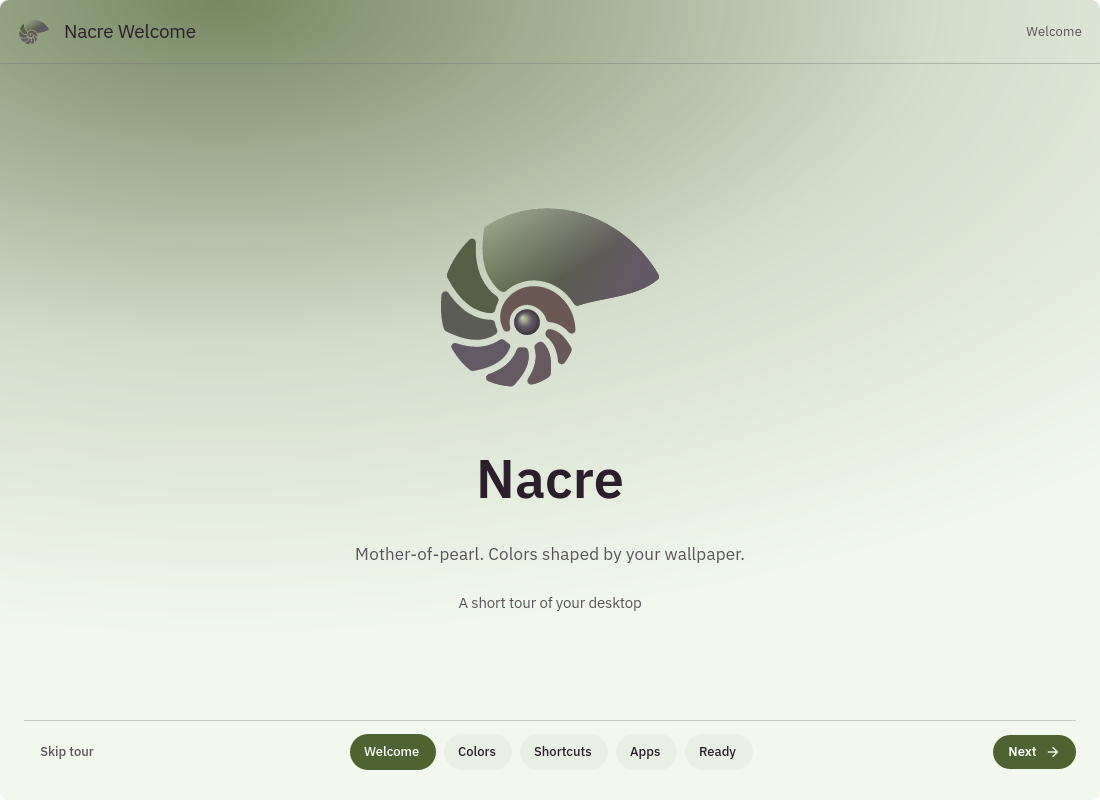 Nacre Welcome
Welcome
Nacre
Mother-of-pearl. Colors shaped by your wallpaper.
A short tour of your desktop
Skip tour
Welcome
Colors
Shortcuts
Apps
Ready
Next